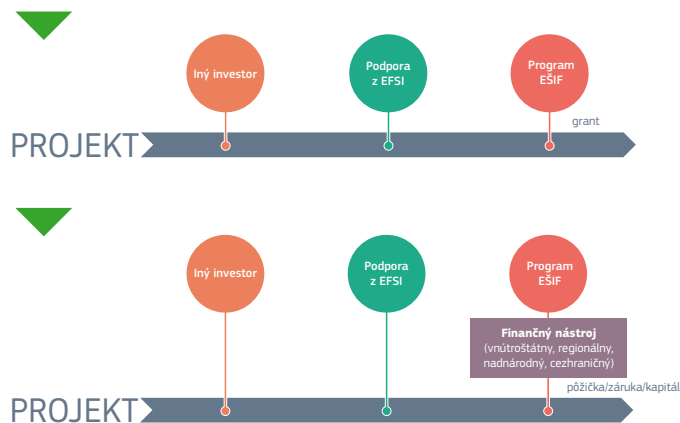 Iný investor
Podpora
z EFSI
Program
EŠIF
grant
PROJEKT
Iný investor
Podpora
z EFSI
Program
EŠIF
Finančný nástroj
(vnútroštátny, regionálny,
nadnárodný, cezhraničný)
pôžička/záruka/kapitál
PROJEKT